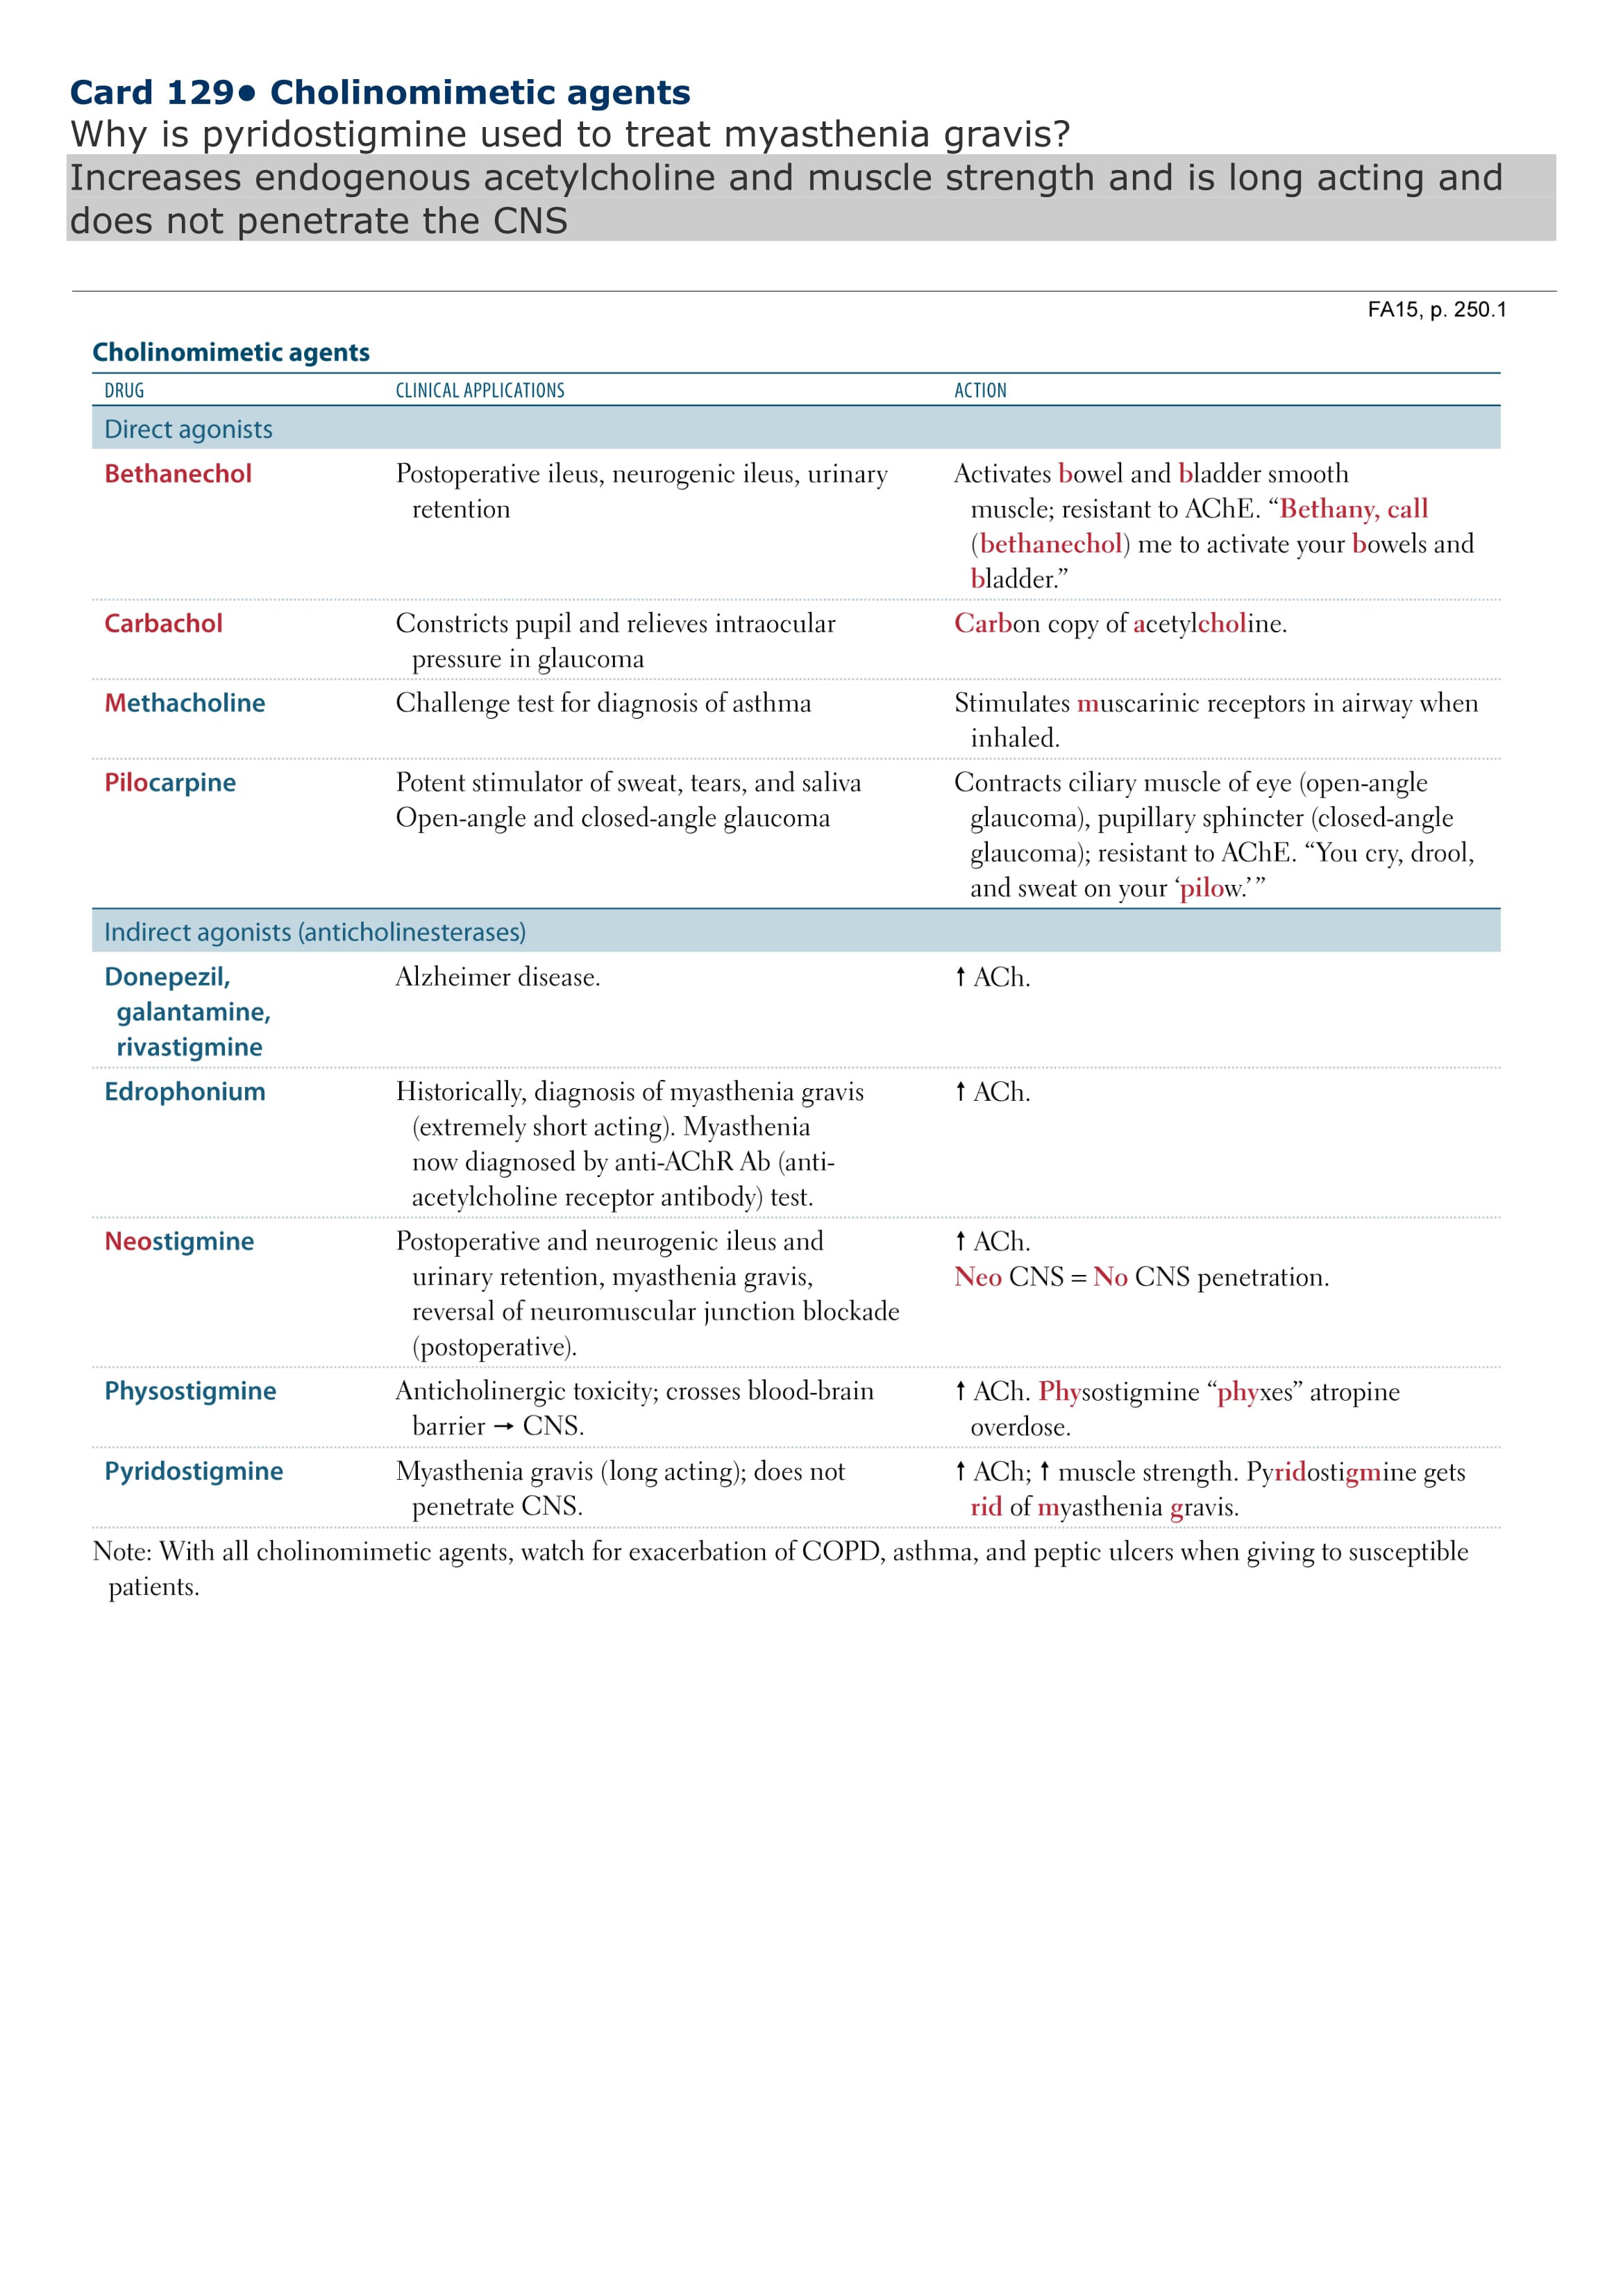 Card 129• Cholinomimetic agents
Why is pyridostigmine used to treat myasthenia gravis?
Increases endogenous acetylcholine and muscle strength and is long acting and
does not penetrate the CNS
FA15, p. 250.1
Cholinomimetic agents
DRUG CLINICAL APPLICATIONS ACTION
Direct agonists
Bethanechol Postoperative ileus, neurogenic ileus, urinary Activates bowel and bladder smooth
retention muscle; resistant to AChE. “Bethany, call
(bethanechol) me to activate your bowels and
bladder.”
Carbachol Constricts pupil and relieves intraocular Carbon copy of acetylcholine.
pressure in glaucoma
Methacholine Challenge test for diagnosis of asthma Stimulates muscarinic receptors in airway when
inhaled.
Pilocarpine Potent stimulator of sweat, tears, and saliva Contracts ciliary muscle of eye (open-angle
Open-angle and closed-angle glaucoma glaucoma), pupillary sphincter (closed-angle
glaucoma); resistant to AChE. “You cry, drool,
and sweat on your ‘pilow.’”
Indirect agonists (anticholinesterases)
Donepezil, Alzheimer disease. ↑ ACh.
galantamine,
rivastigmine
Edrophonium Historically, diagnosis of myasthenia gravis ↑ ACh.
(extremely short acting). Myasthenia
now diagnosed by anti-AChR Ab (anti-
acetylcholine receptor antibody) test.
Neostigmine Postoperative and neurogenic ileus and ↑ ACh.
urinary retention, myasthenia gravis, Neo CNS = No CNS penetration.
reversal of neuromuscular junction blockade
(postoperative).
Physostigmine Anticholinergic toxicity; crosses blood-brain ↑ ACh. Physostigmine “phyxes” atropine
barrier → CNS. overdose.
Pyridostigmine Myasthenia gravis (long acting); does not ↑ ACh; ↑ muscle strength. Pyridostigmine gets
penetrate CNS. rid of myasthenia gravis.
Note: With all cholinomimetic agents, watch for exacerbation of COPD, asthma, and peptic ulcers when giving to susceptible
patients.